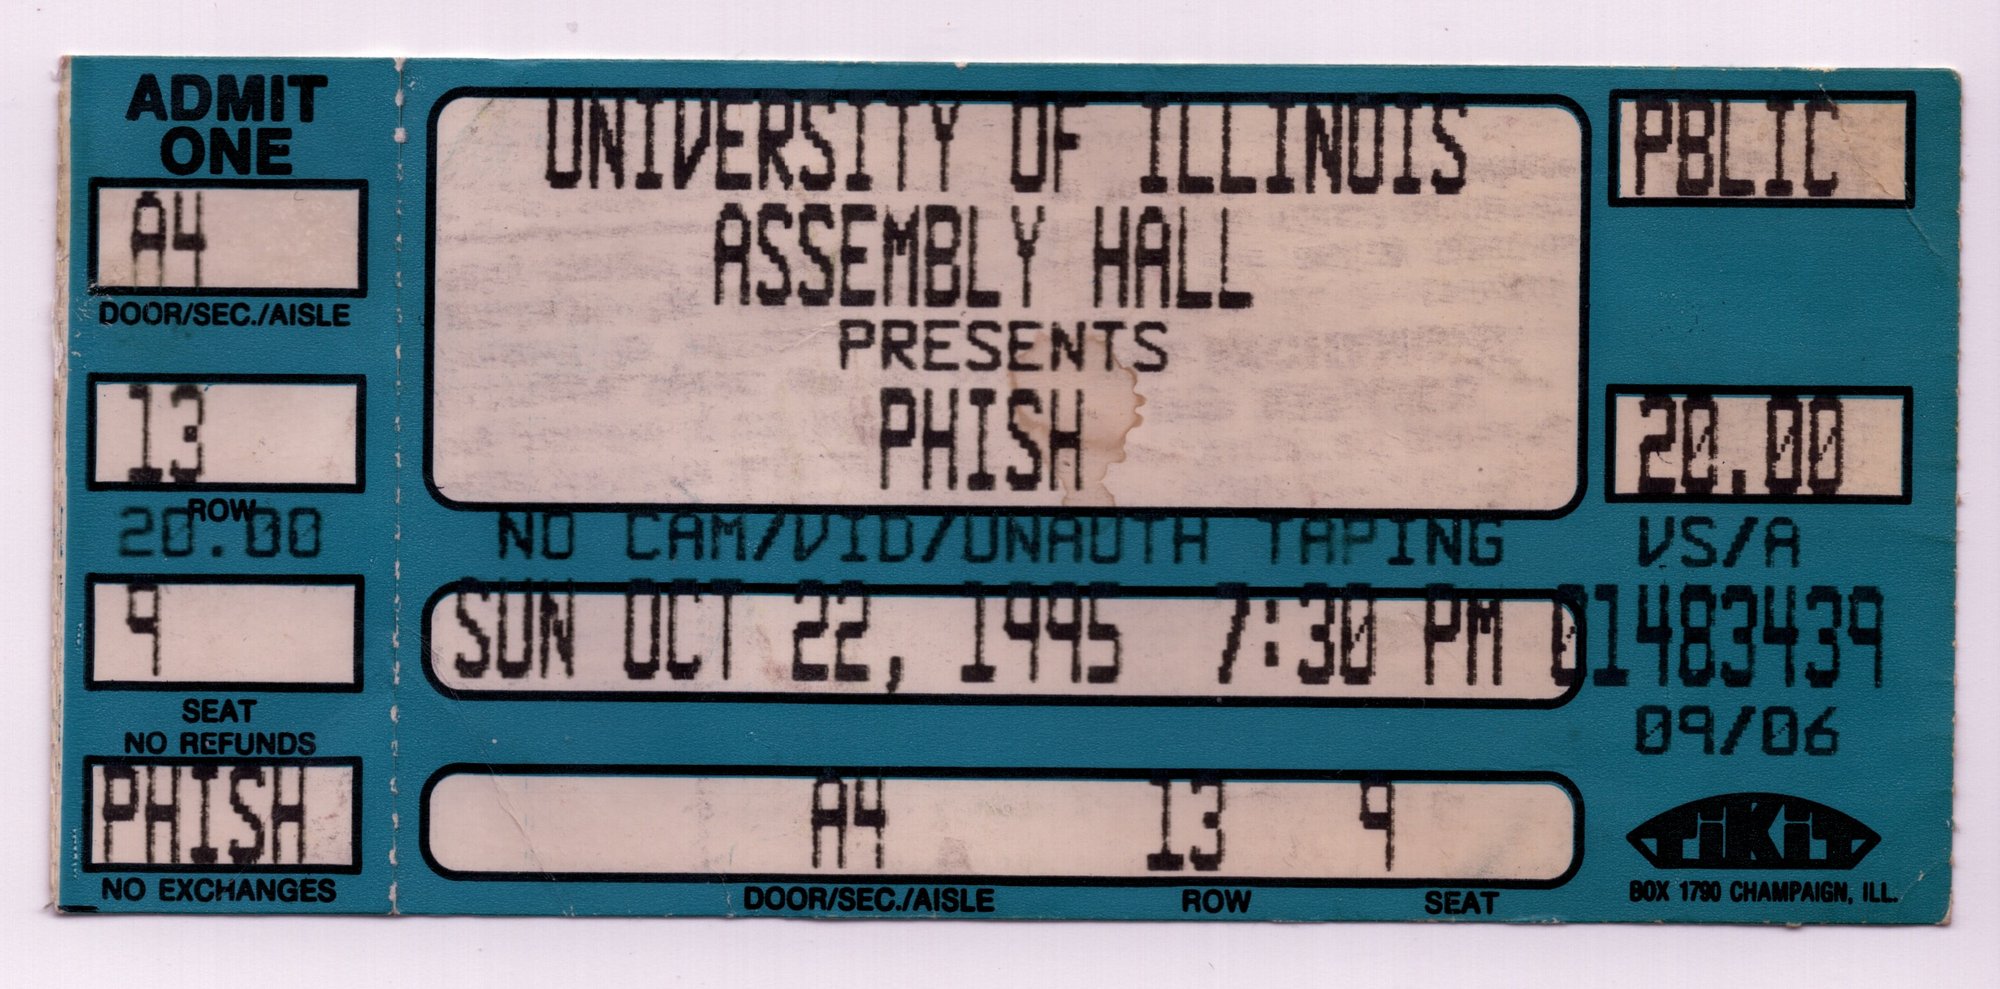 ADMIT
ONE
A4
DOOR/SEC./AISLE
13
ROW
20.00
9
SEAT
NO REFUNDS
PHISH
NO EXCHANGES
UNIVERSITY OF ILLINOIS
ASSEMBLY HALL
PRESENTS
PHISH
NO CAM/VID/UNAUTH TAPING
SUN OCT 22, 1995 7:30 PM 01483439
A4 13 9
DOOR/SEC./AISLE ROW SEAT
PBLIC
20.00
VS/A
09/06
TIKIT
BOX 1790 CHAMPAIGN, ILL.